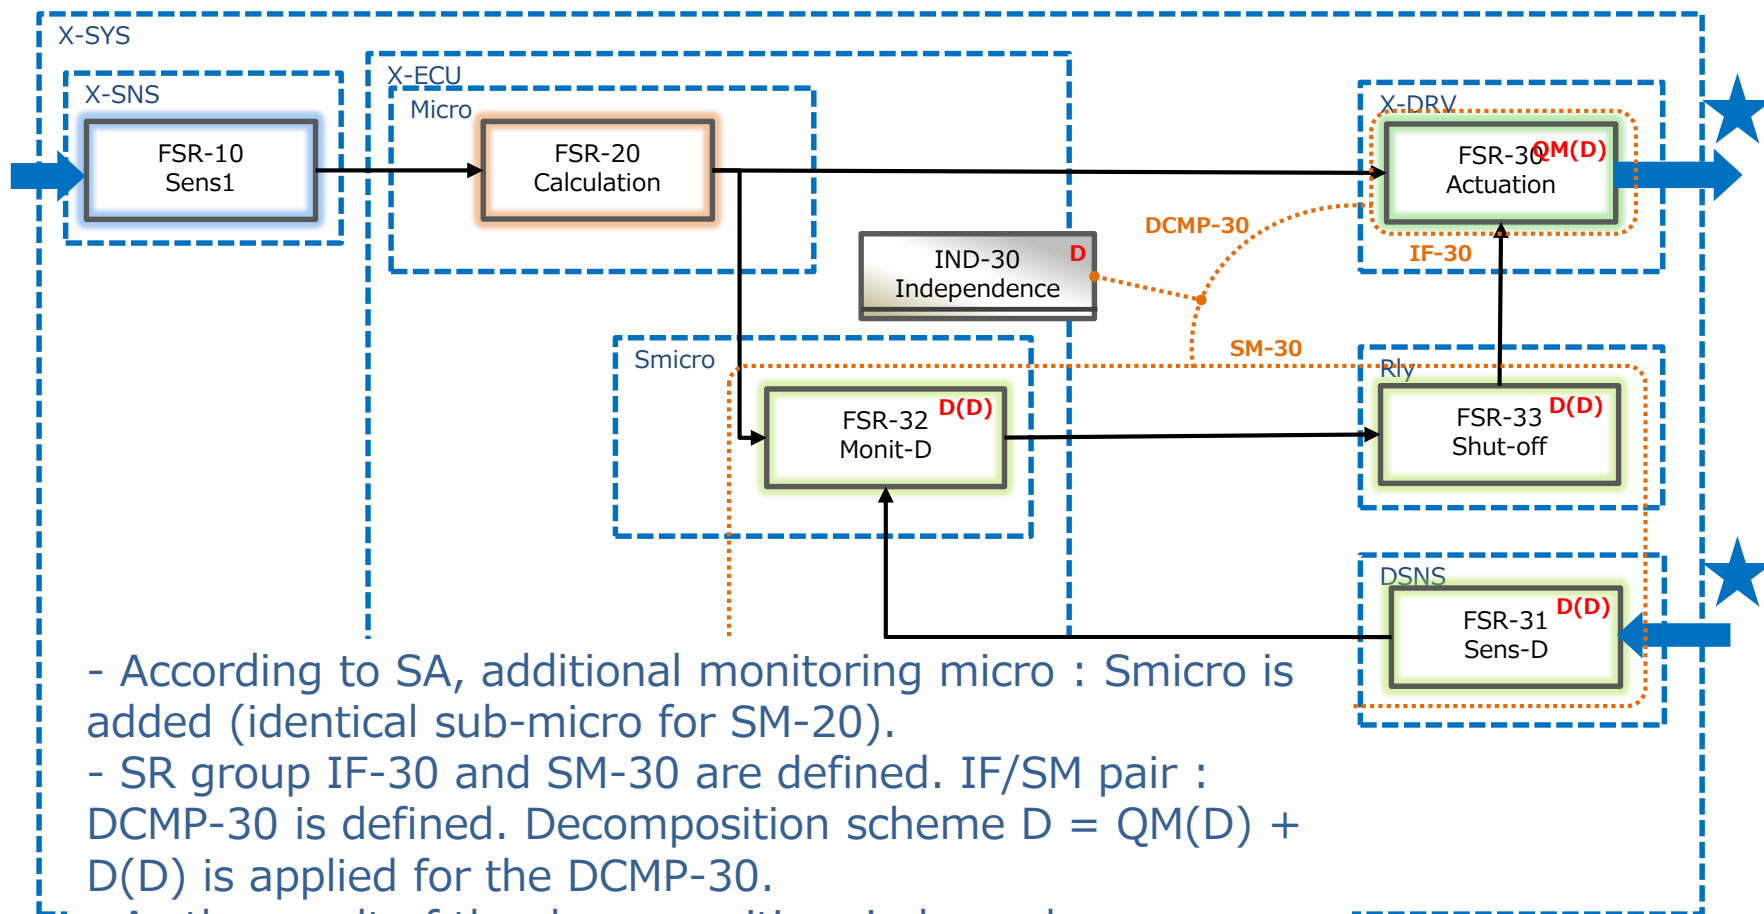 X-SYS
X-SNS
FSR-10
Sens1
X-ECU
Micro
FSR-20
Calculation
X-DRV
FSR-30
QM(D)
Actuation
IF-30
DCMP-30
IND-30
D
Independence
SM-30
Smicro
FSR-32
D(D)
Monit-D
Rly
FSR-33
D(D)
Shut-off
DSNS
FSR-31
D(D)
Sens-D
- According to SA, additional monitoring micro : Smicro is
added (identical sub-micro for SM-20).
- SR group IF-30 and SM-30 are defined. IF/SM pair :
DCMP-30 is defined. Decomposition scheme D = QM(D) +
D(D) is applied for the DCMP-30.